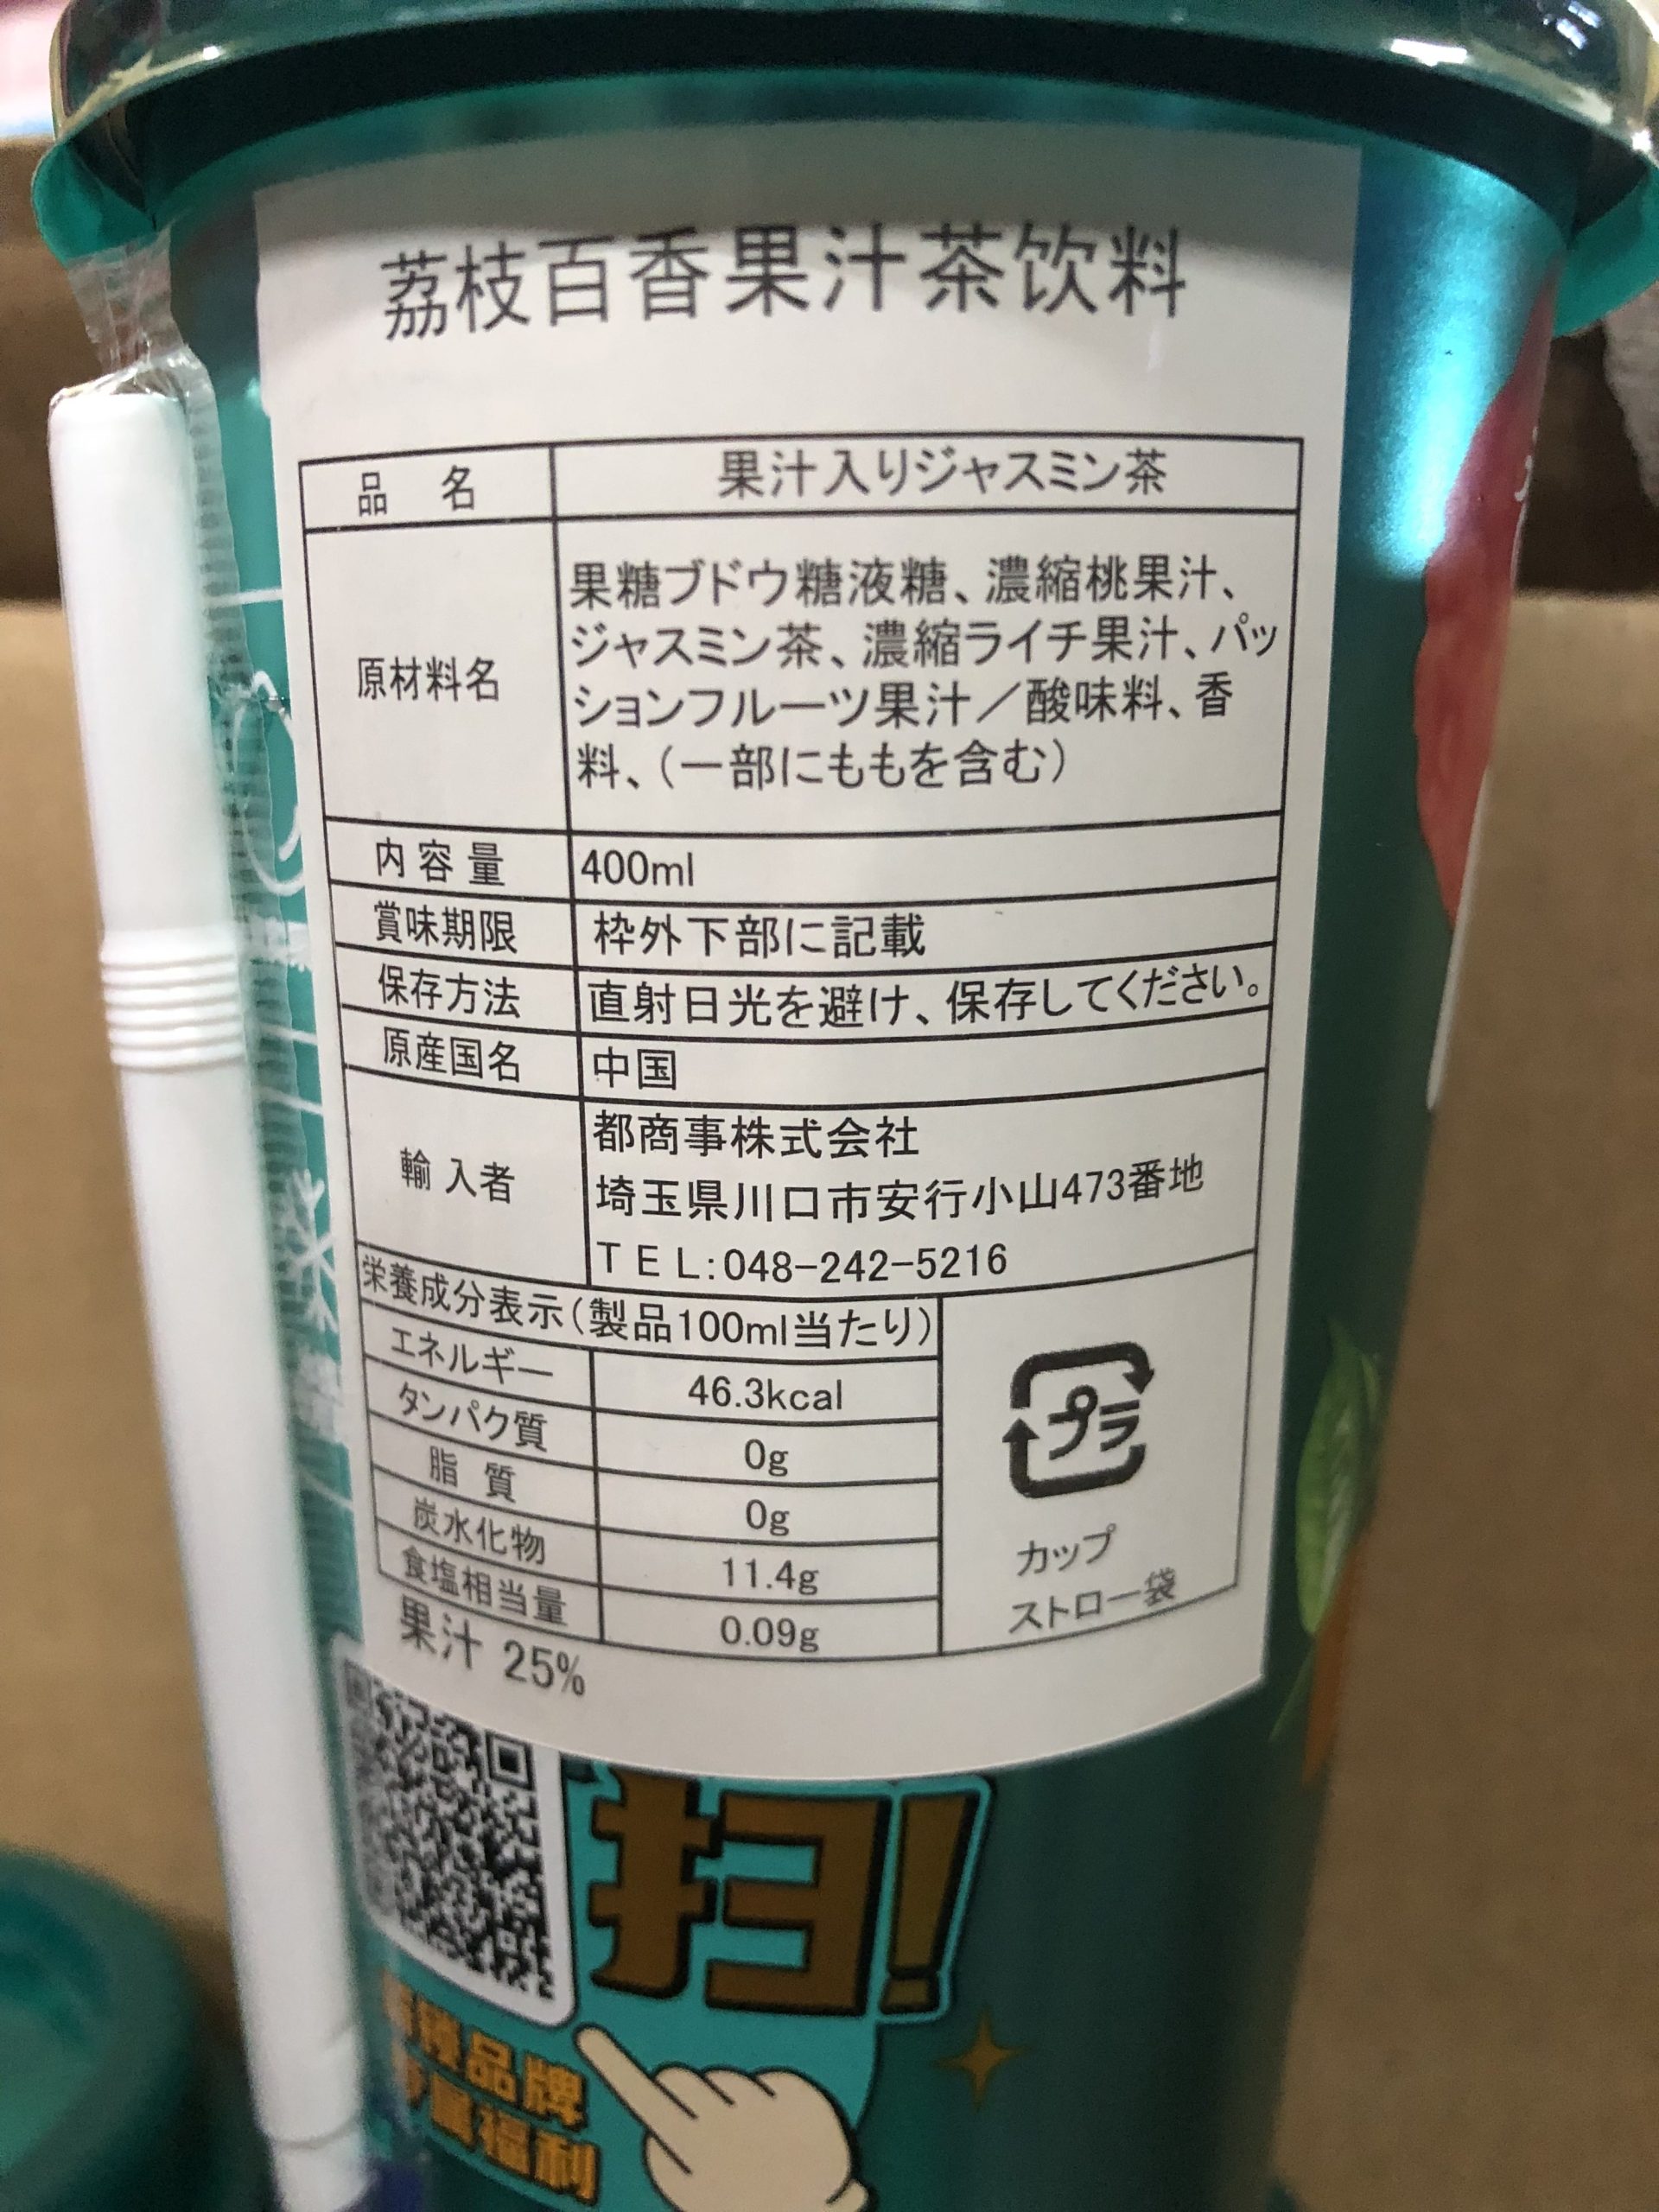 荔枝百香果汁茶饮料
品名 果汁入りジャスミン茶
原材料名 果糖ブドウ糖液糖、濃縮桃果汁、
ジャスミン茶、濃縮ライチ果汁、パッ
ションフルーツ果汁／酸味料、香
料、（一部にももを含む）
内容量 400ml
賞味期限 枠外下部に記載
保存方法 直射日光を避け、保存してください。
原産国名 中国
輸入者 都商事株式会社
埼玉県川口市安行小山473番地
TEL:048-242-5216
栄養成分表示（製品100ml当たり）
エネルギー 46.3kcal
タンパク質 0g
脂質 0g
炭水化物 11.4g
食塩相当量 0.09g
プラ
カップ
ストロー袋
果汁 25%
扫!
品牌
福利